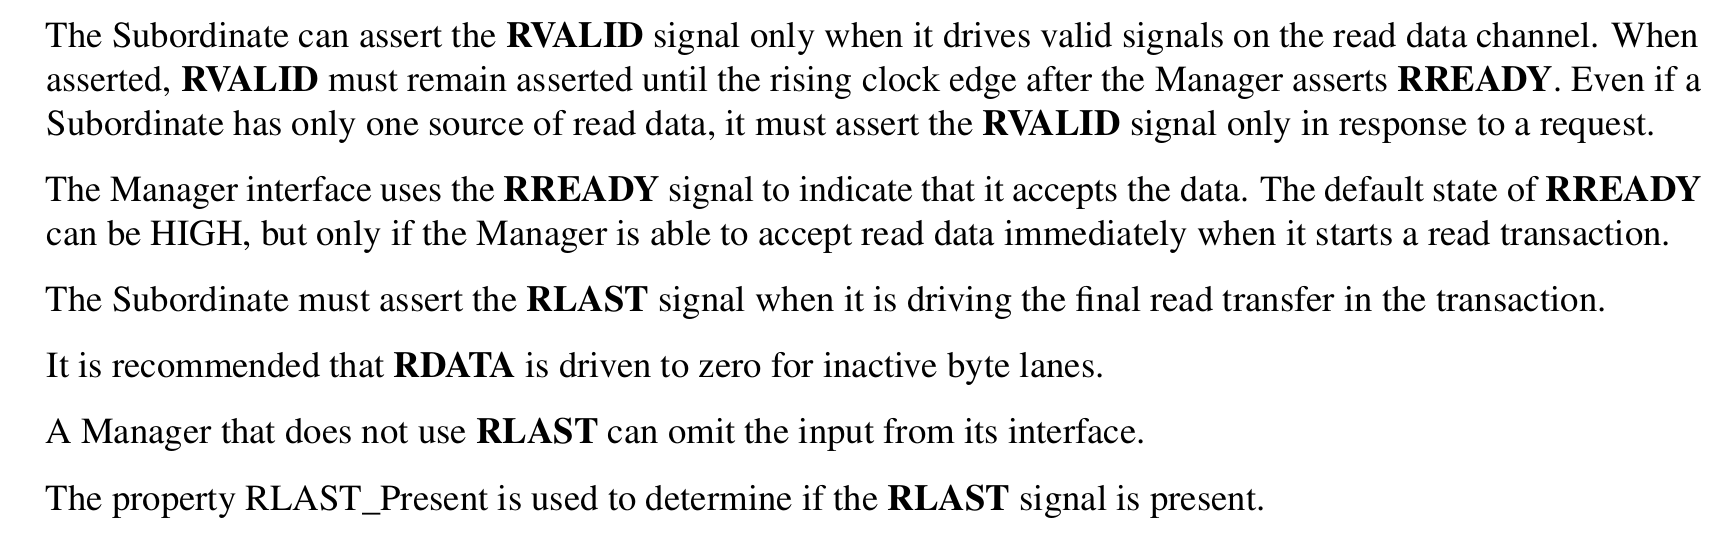 The Subordinate can assert the RVALID signal only when it drives valid signals on the read data channel. When
asserted, RVALID must remain asserted until the rising clock edge after the Manager asserts RREADY. Even if a
Subordinate has only one source of read data, it must assert the RVALID signal only in response to a request.
The Manager interface uses the RREADY signal to indicate that it accepts the data. The default state of RREADY
can be HIGH, but only if the Manager is able to accept read data immediately when it starts a read transaction.
The Subordinate must assert the RLAST signal when it is driving the final read transfer in the transaction.
It is recommended that RDATA is driven to zero for inactive byte lanes.
A Manager that does not use RLAST can omit the input from its interface.
The property RLAST_Present is used to determine if the RLAST signal is present.